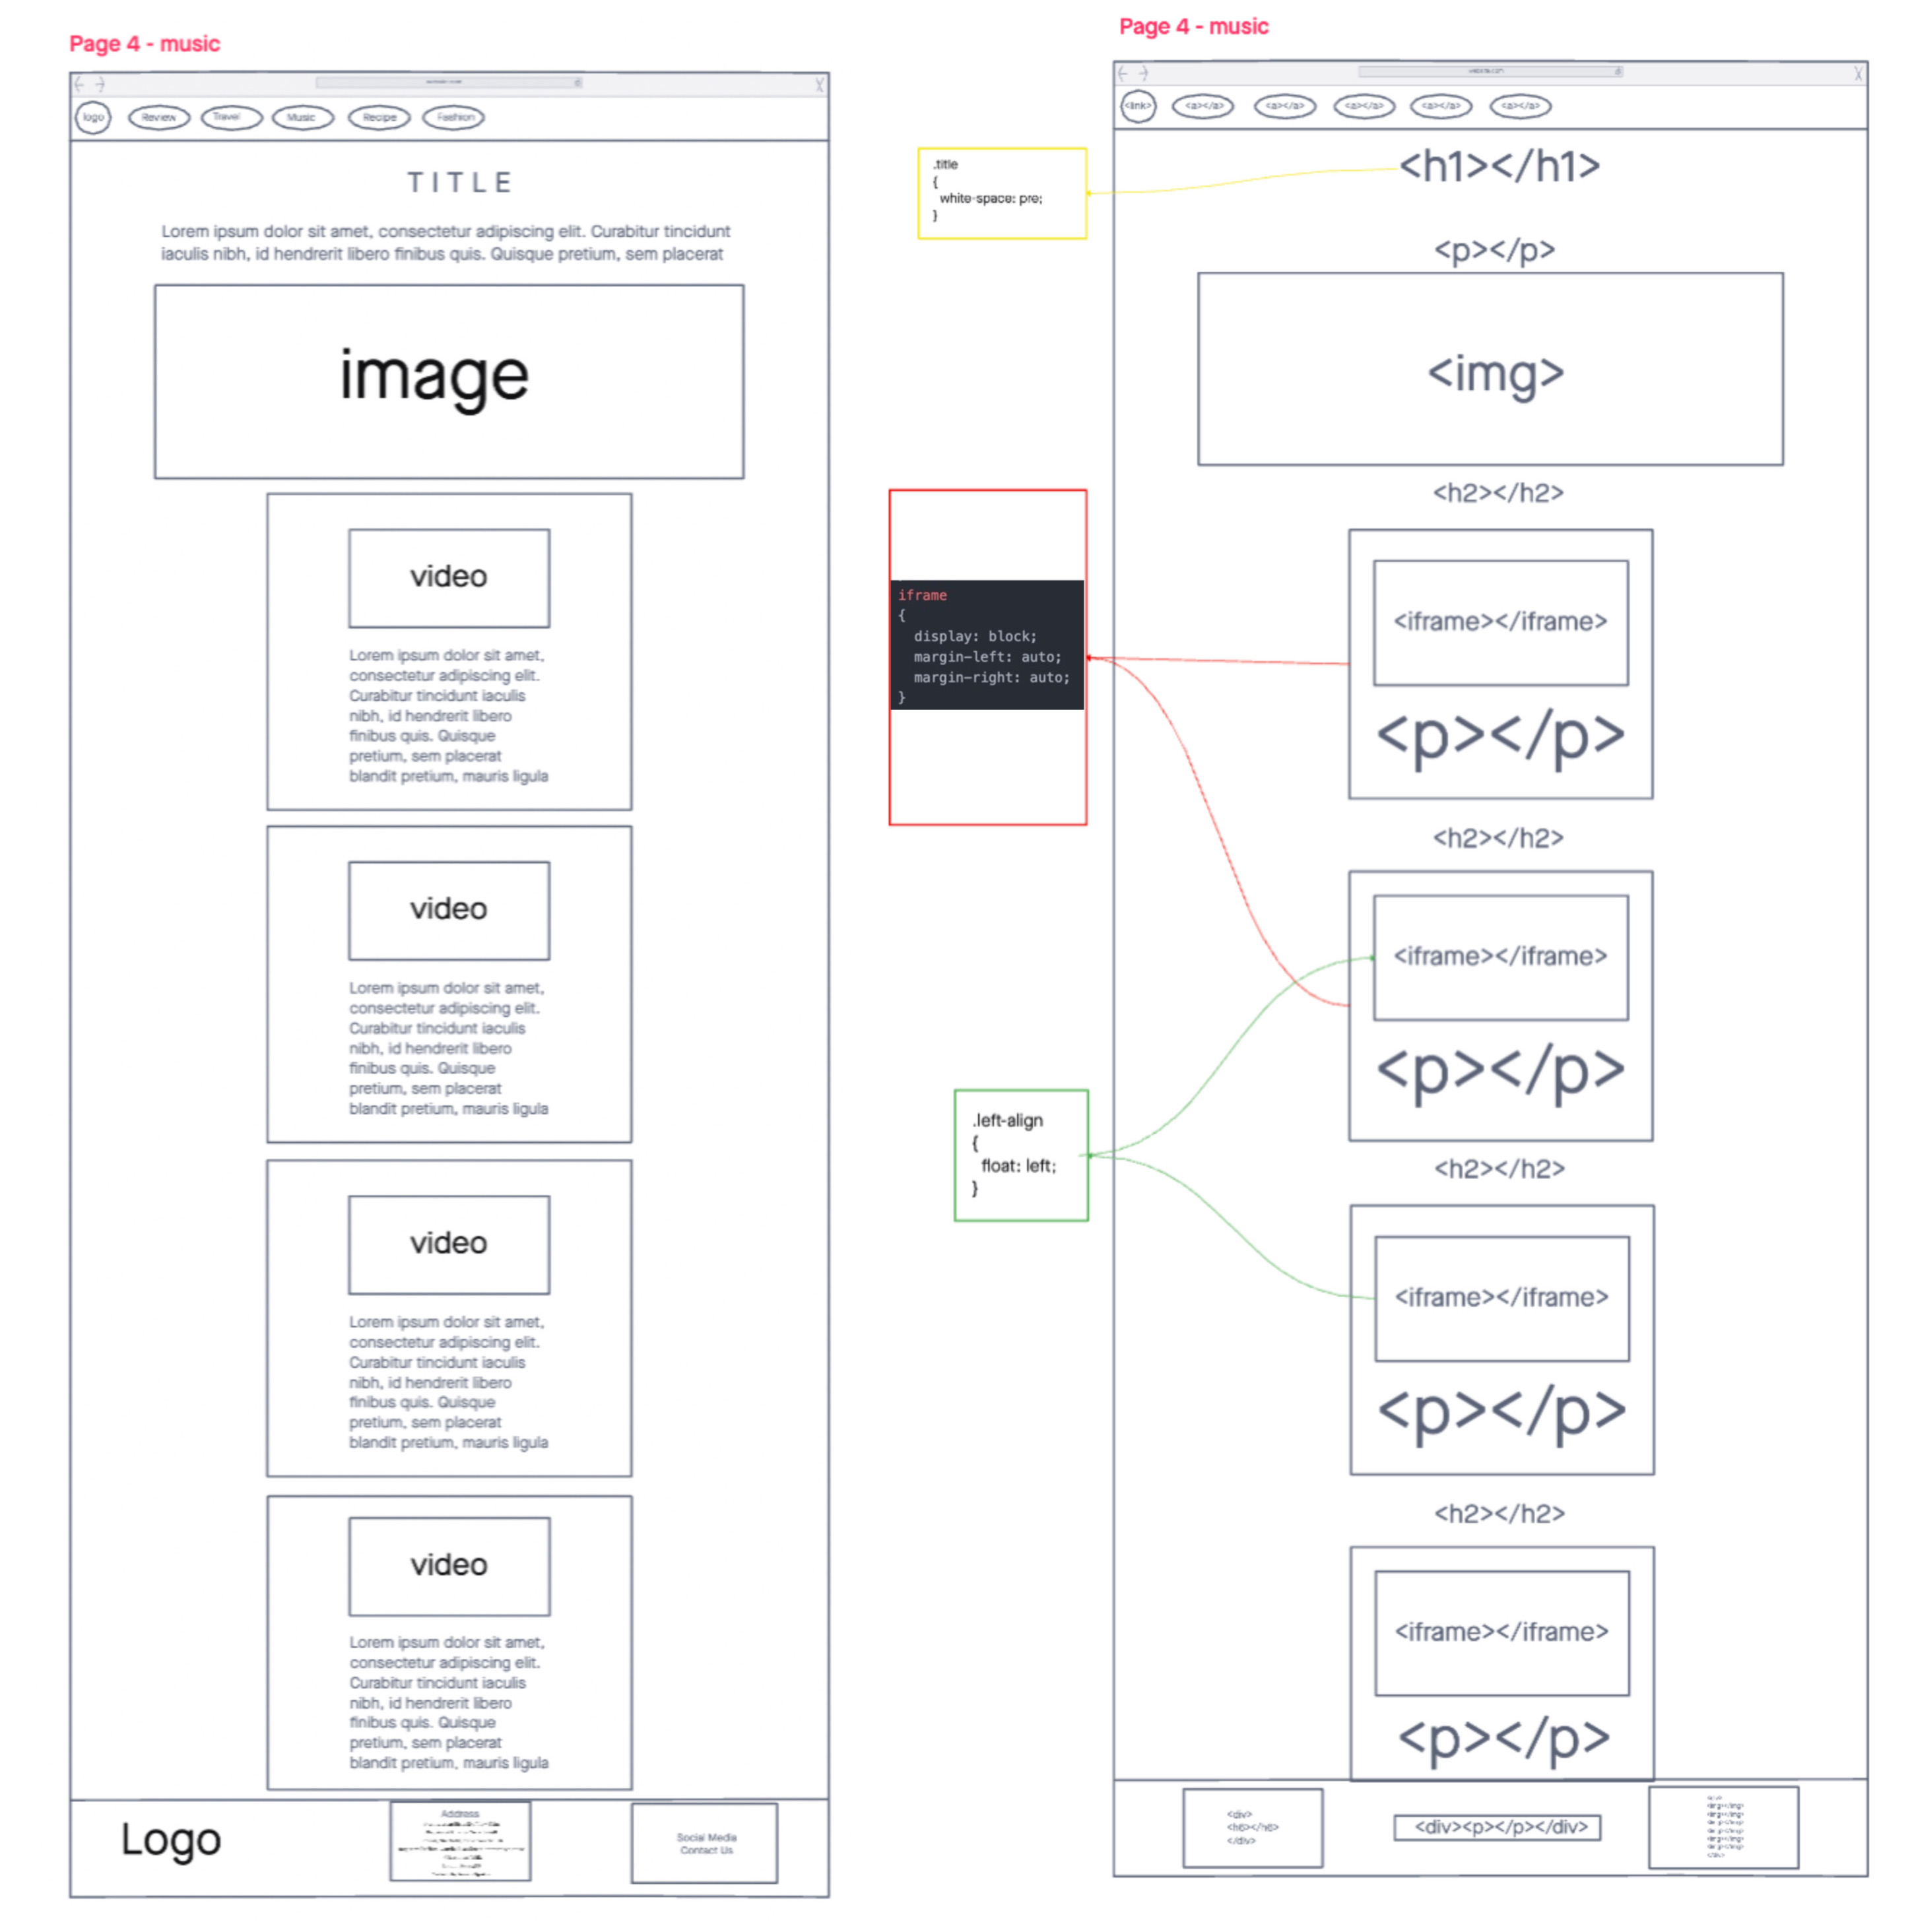 Page 4 - music
logo
Review
Travel
Music
Recipe
Fashion
TITLE
Lorem ipsum dolor sit amet, consectetur adipiscing elit. Curabitur tincidunt
iaculis nibh, id hendrerit libero finibus quis. Quisque pretium, sem placerat
image
video
Lorem ipsum dolor sit amet,
consectetur adipiscing elit.
Curabitur tincidunt iaculis
nibh, id hendrerit libero
finibus quis. Quisque
pretium, sem placerat
blandit pretium, mauris ligula
video
Lorem ipsum dolor sit amet,
consectetur adipiscing elit.
Curabitur tincidunt iaculis
nibh, id hendrerit libero
finibus quis. Quisque
pretium, sem placerat
blandit pretium, mauris ligula
video
Lorem ipsum dolor sit amet,
consectetur adipiscing elit.
Curabitur tincidunt iaculis
nibh, id hendrerit libero
finibus quis. Quisque
pretium, sem placerat
blandit pretium, mauris ligula
video
Lorem ipsum dolor sit amet,
consectetur adipiscing elit.
Curabitur tincidunt iaculis
nibh, id hendrerit libero
finibus quis. Quisque
pretium, sem placerat
blandit pretium, mauris ligula
Logo
Address
Social Media
Contact Us
.title
{
white-space: pre;
}
iframe
{
display: block;
margin-left: auto;
margin-right: auto;
}
.left-align
{
float: left;
}
Page 4 - music
website.com
<link>
<a></a>
<a></a>
<a></a>
<a></a>
<a></a>
<h1></h1>
<p></p>
<img>
<h2></h2>
<iframe></iframe>
<p></p>
<h2></h2>
<iframe></iframe>
<p></p>
<h2></h2>
<iframe></iframe>
<p></p>
<h2></h2>
<iframe></iframe>
<p></p>
<div>
<h6></h6>
</div>
<div><p></p></div>